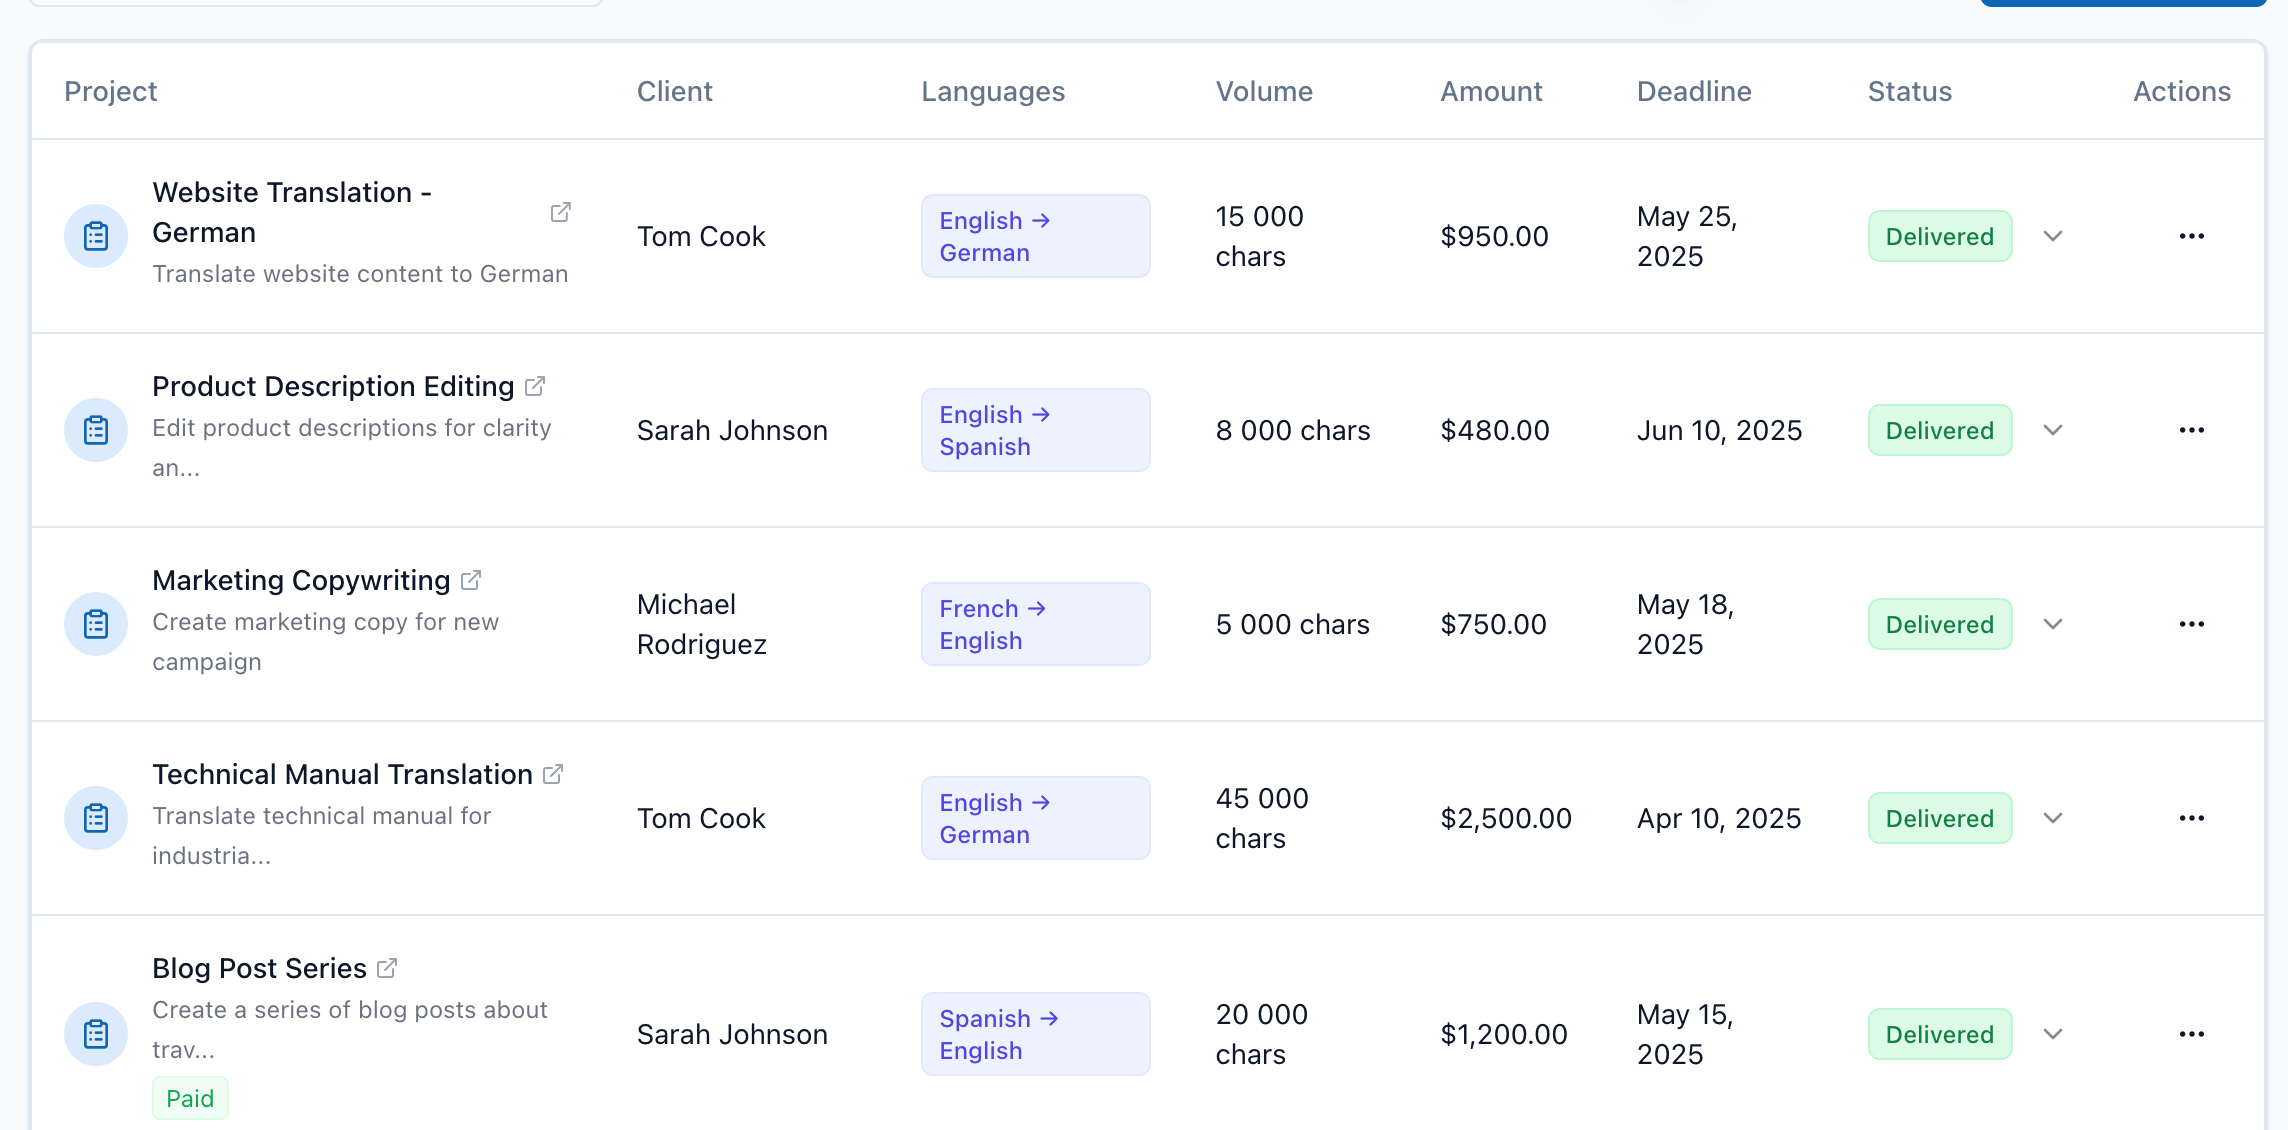 Project Client Languages Volume Amount Deadline Status Actions
Website Translation -
German
Translate website content to German
Tom Cook
English →
German
15 000
chars
$950.00
May 25,
2025
Delivered
Product Description Editing
Edit product descriptions for clarity
an...
Sarah Johnson
English →
Spanish
8 000 chars
$480.00
Jun 10, 2025
Delivered
Marketing Copywriting
Create marketing copy for new
campaign
Michael
Rodriguez
French →
English
5 000 chars
$750.00
May 18,
2025
Delivered
Technical Manual Translation
Translate technical manual for
industria...
Tom Cook
English →
German
45 000
chars
$2,500.00
Apr 10, 2025
Delivered
Blog Post Series
Create a series of blog posts about
trav...
Paid
Sarah Johnson
Spanish →
English
20 000
chars
$1,200.00
May 15,
2025
Delivered